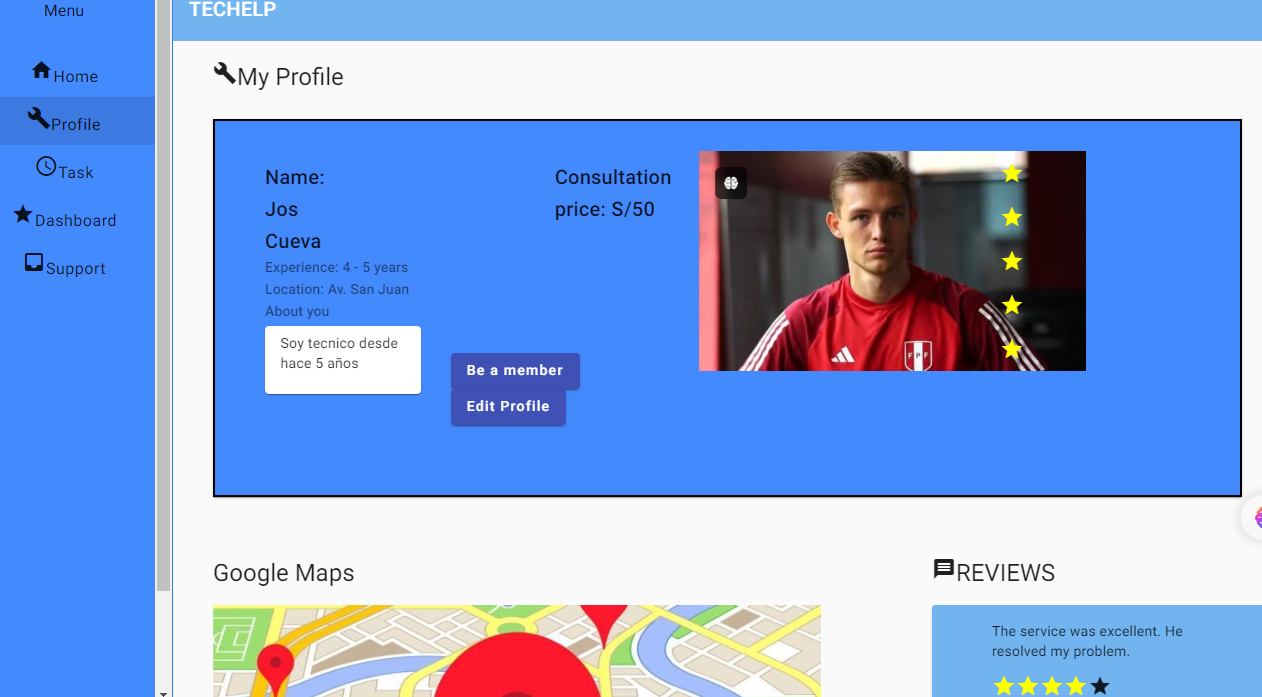 Menu
Home
Profile
Task
Dashboard
Support
TECHELP
My Profile
Name:
Jos
Cueva
Experience: 4 - 5 years
Location: Av. San Juan
About you
Soy tecnico desde
hace 5 años
Be a member
Edit Profile
Consultation
price: S/50
FPF
Google Maps
REVIEWS
The service was excellent. He
resolved my problem.